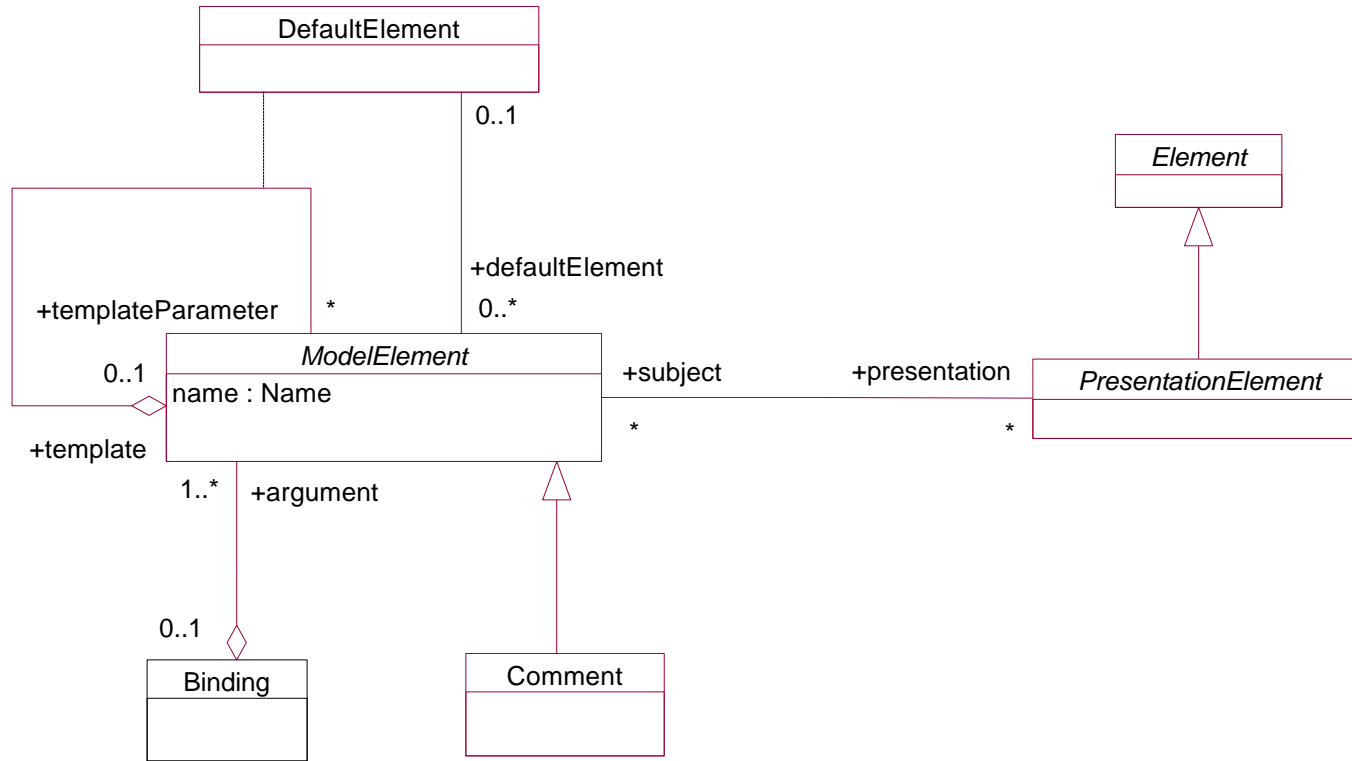 DefaultElement
0..1
Element
+defaultElement
+templateParameter
*
0..*
ModelElement
0..1
name : Name
+subject
+presentation
PresentationElement
*
*
+template
1..*
+argument
0..1
Binding
Comment